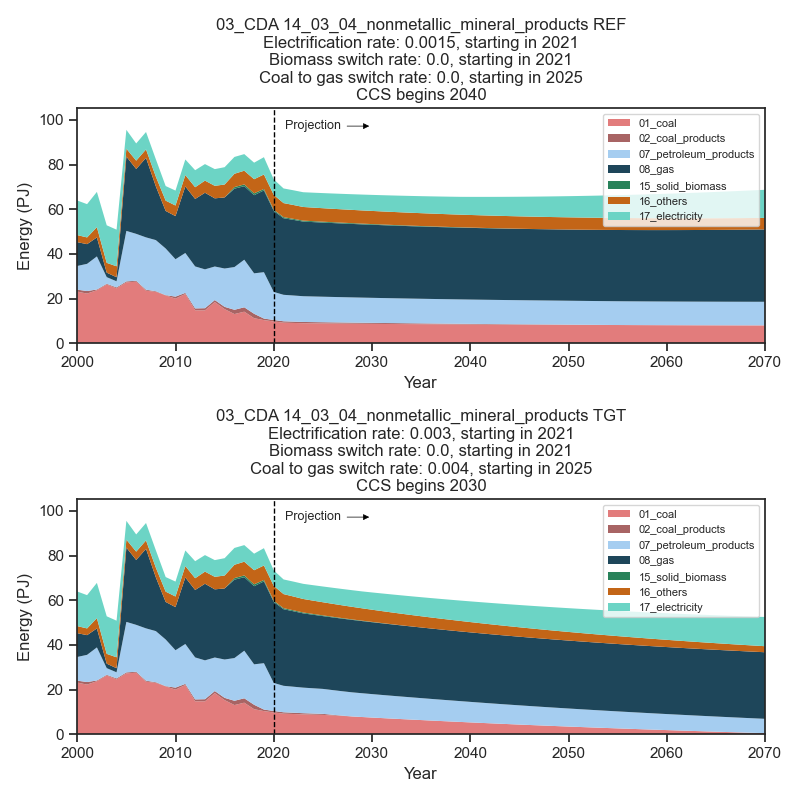 03_CDA 14_03_04_nonmetallic_mineral_products REF
Electrification rate: 0.0015, starting in 2021
Biomass switch rate: 0.0, starting in 2021
Coal to gas switch rate: 0.0, starting in 2025
CCS begins 2040
Projection
01_coal
02_coal_products
07_petroleum_products
08_gas
15_solid_biomass
16_others
17_electricity
Energy (PJ)
100
80
60
40
20
0
2000 2010 2020 2030 2040 2050 2060 2070
Year
03_CDA 14_03_04_nonmetallic_mineral_products TGT
Electrification rate: 0.003, starting in 2021
Biomass switch rate: 0.0, starting in 2021
Coal to gas switch rate: 0.004, starting in 2025
CCS begins 2030
Projection
01_coal
02_coal_products
07_petroleum_products
08_gas
15_solid_biomass
16_others
17_electricity
Energy (PJ)
100
80
60
40
20
0
2000 2010 2020 2030 2040 2050 2060 2070
Year